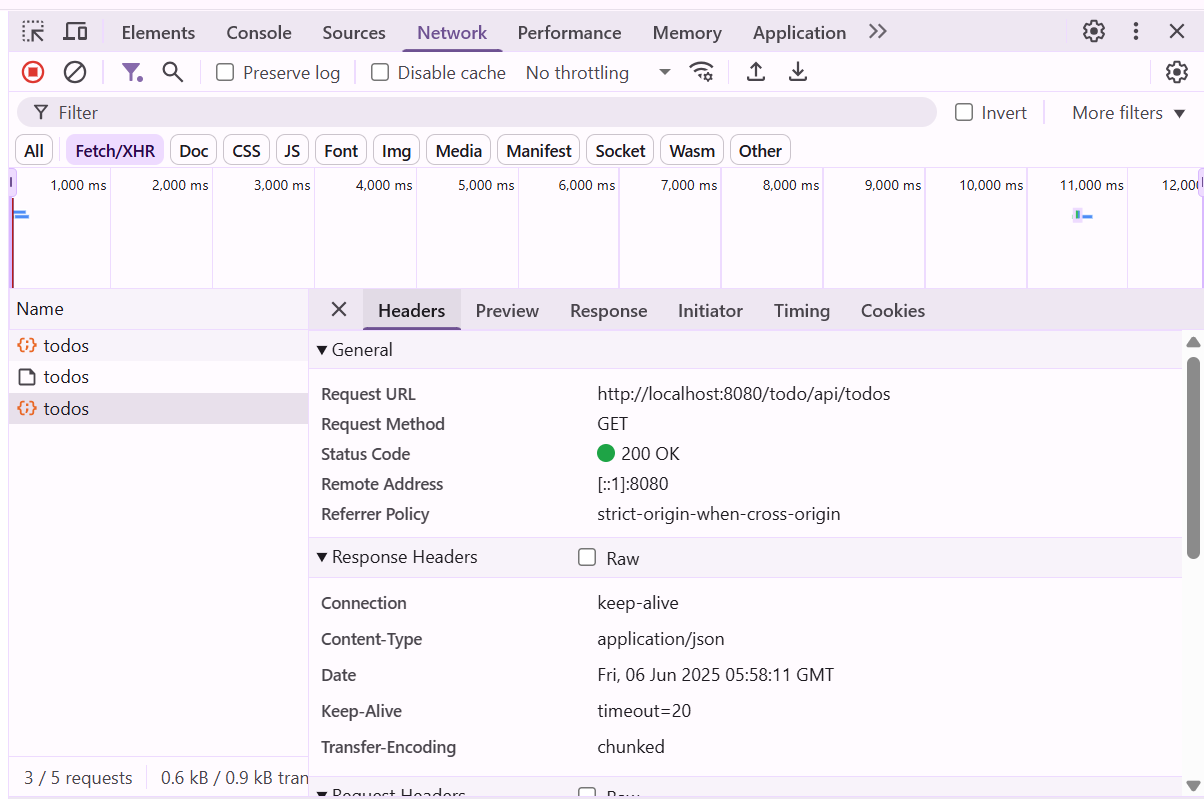 Elements Console Sources Network Performance Memory Application
Preserve log Disable cache No throttling
Filter Invert More filters
All Fetch/XHR Doc CSS JS Font Img Media Manifest Socket Wasm Other
1,000 ms 2,000 ms 3,000 ms 4,000 ms 5,000 ms 6,000 ms 7,000 ms 8,000 ms 9,000 ms 10,000 ms 11,000 ms 12,000
Name
todos
todos
todos
Headers Preview Response Initiator Timing Cookies
General
Request URL http://localhost:8080/todo/api/todos
Request Method GET
Status Code 200 OK
Remote Address [::1]:8080
Referrer Policy strict-origin-when-cross-origin
Response Headers Raw
Connection keep-alive
Content-Type application/json
Date Fri, 06 Jun 2025 05:58:11 GMT
Keep-Alive timeout=20
Transfer-Encoding chunked
Request Headers Raw
3 / 5 requests 0.6 kB / 0.9 kB tran